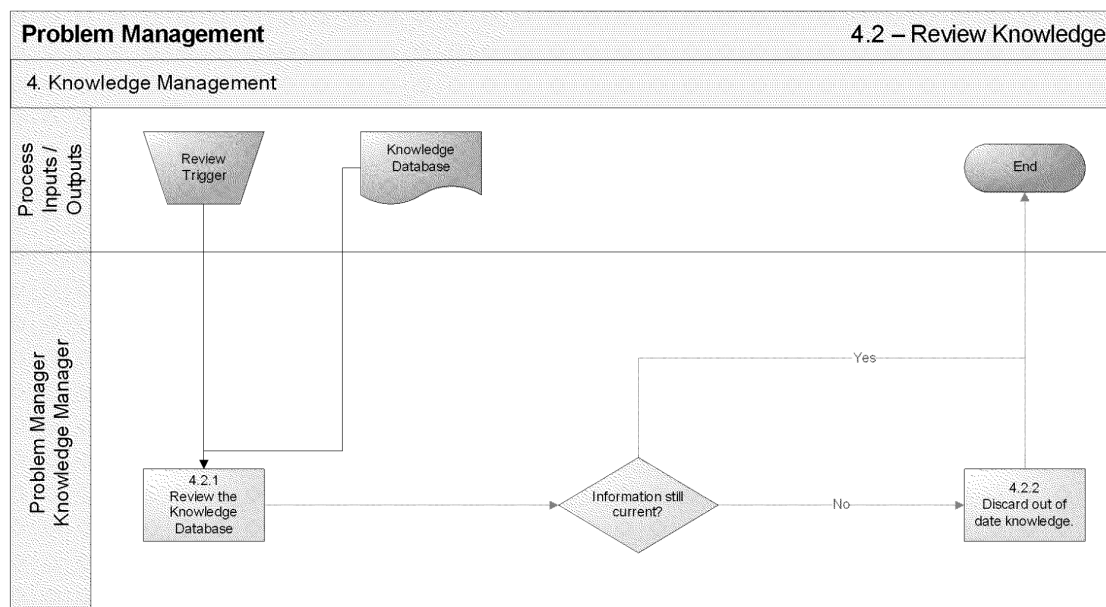 Problem Management
4.2 – Review Knowledge
4. Knowledge Management
Process
Inputs /
Outputs
Review
Trigger
Knowledge
Database
End
Problem Manager
Knowledge Manager
Yes
4.2.1
Review the
Knowledge
Database
Information still
current?
No
4.2.2
Discard out of
date knowledge.